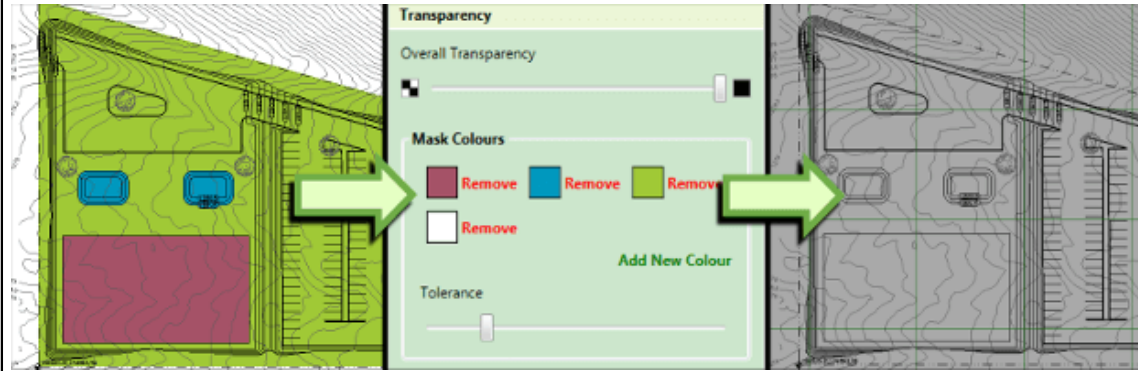 Transparency
Overall Transparency
Mask Colours
Remove Remove Remove
Remove
Add New Colour
Tolerance